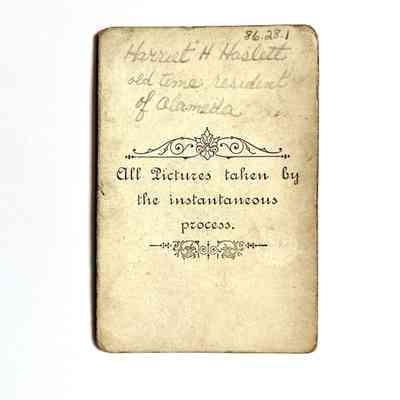 86.28.1
Harriet H Haslett
old time resident
of Alameda
All Pictures taken by
the instantaneous
process.